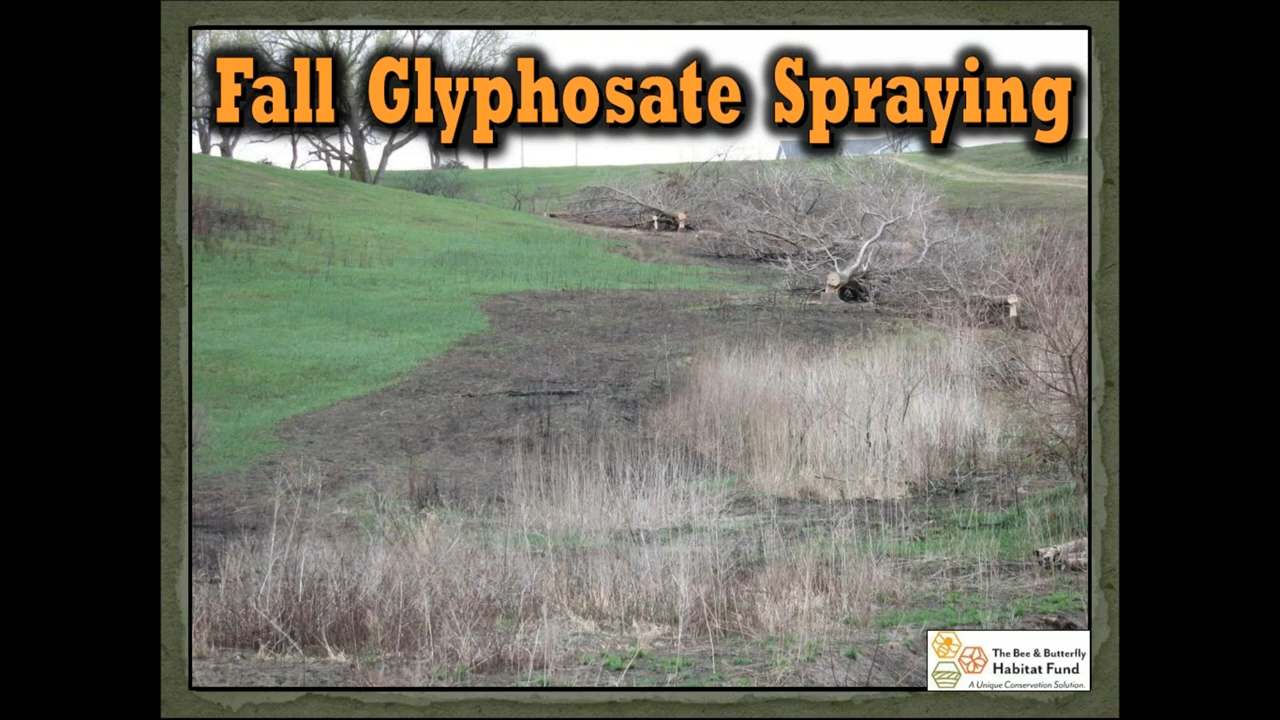 Fall Glyphosate Spraying
The Bee & Butterfly
Habitat Fund
A Unique Conservation Solution.